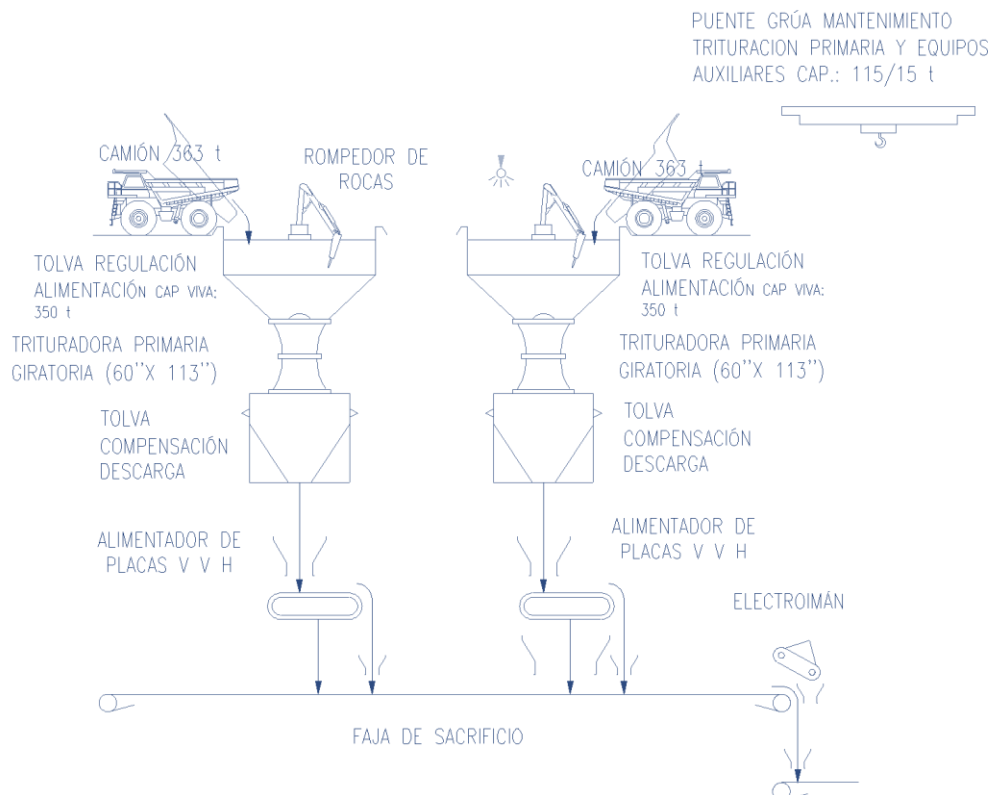 PUENTE GRÚA MANTENIMIENTO
TRITURACION PRIMARIA Y EQUIPOS
AUXILIARES CAP.: 115/15 t
CAMIÓN 363 t
ROMPEDOR DE
ROCAS
CAMIÓN 363 t
TOLVA REGULACIÓN
ALIMENTACIÓN CAP VIVA:
350 t
TOLVA REGULACIÓN
ALIMENTACIÓN CAP VIVA:
350 t
TRITURADORA PRIMARIA
GIRATORIA (60''X 113'')
TRITURADORA PRIMARIA
GIRATORIA (60''X 113'')
TOLVA
COMPENSACIÓN
DESCARGA
TOLVA
COMPENSACIÓN
DESCARGA
ALIMENTADOR DE
PLACAS V V H
ALIMENTADOR DE
PLACAS V V H
ELECTROIMÁN
FAJA DE SACRIFICIO